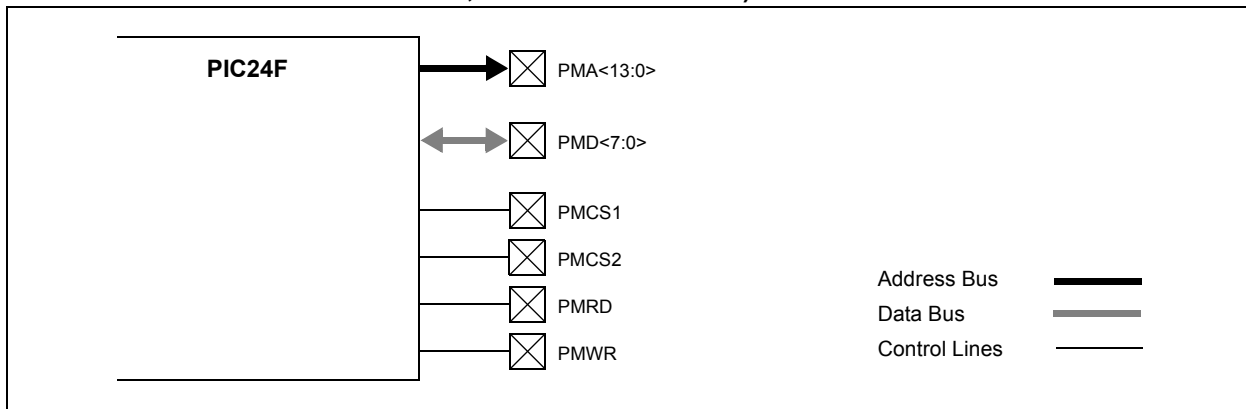 PIC24F
PMA<13:0>
PMD<7:0>
PMCS1
PMCS2
PMRD
PMWR
Address Bus
Data Bus
Control Lines